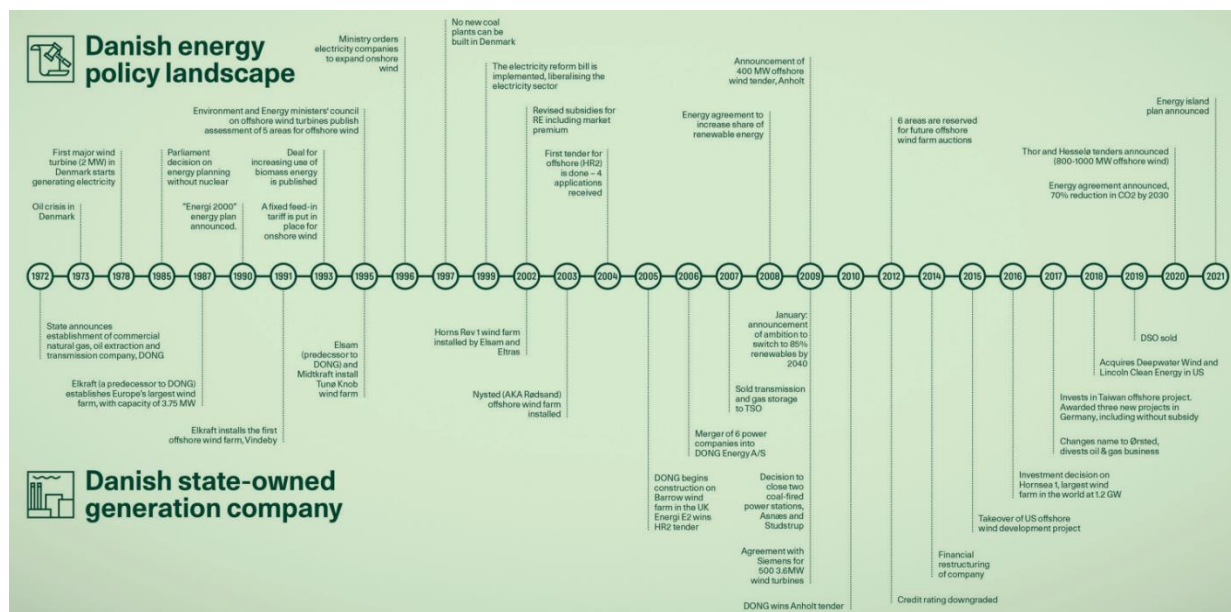 Danish energy
policy landscape
Oil crisis in
Denmark
First major wind
turbine (2 MW) in
Denmark starts
generating electricity
Parliament
decision on
energy planning
without nuclear
"Energi 2000"
energy plan
announced.
Deal for
increasing use of
biomass energy
is published
A fixed feed-in
tariff is put in
place for
onshore wind
Environment and Energy ministers' council
on offshore wind turbines publish
assessment of 5 areas for offshore wind
Ministry orders
electricity companies
to expand onshore
wind
No new coal
plants can be
built in Denmark
The electricity reform bill is
implemented, liberalising the
electricity sector
Revised subsidies for
RE including market
premium
First tender for
offshore (HR2)
is done – 4
applications
received
Energy agreement to
increase share of
renewable energy
Announcement of
400 MW offshore
wind tender, Anholt
6 areas are reserved
for future offshore
wind farm auctions
Thor and Hesselø tenders announced
(800-1000 MW offshore wind)
Energy agreement announced,
70% reduction in CO2 by 2030
Energy island
plan announced
1972 1973 1978 1985 1987 1990 1991 1993 1995 1996 1997 1999 2002 2003 2004 2005 2006 2007 2008 2009 2010 2012 2014 2015 2016 2017 2018 2019 2020 2021
State announces
establishment of commercial
natural gas, oil extraction and
transmission company, DONG
Elkraft (a predecessor to DONG)
establishes Europe's largest wind
farm, with capacity of 3.75 MW
Elkraft installs the first
offshore wind farm, Vindeby
Elsam
(predecssor to
DONG) and
Midtkraft install
Tunø Knob
wind farm
Horns Rev 1 wind farm
installed by Elsam and
Eltras
Nysted (AKA Rødsand)
offshore wind farm
installed
DONG begins
construction on
Barrow wind
farm in the UK
Energi E2 wins
HR2 tender
Merger of 6 power
companies into
DONG Energy A/S
Sold transmission
and gas storage
to TSO
January:
announcement
of ambition to
switch to 85%
renewables by
2040
Decision to
close two
coal-fired
power stations,
Asnæs and
Studstrup
Agreement with
Siemens for
500 3.6MW
wind turbines
DONG wins Anholt tender
Credit rating downgraded
Financial
restructuring
of company
Takeover of US offshore
wind development project
Investment decision on
Hornsea 1, largest wind
farm in the world at 1.2 GW
Invests in Taiwan offshore project.
Awarded three new projects in
Germany, including without subsidy
Changes name to Ørsted,
divests oil & gas business
Acquires Deepwater Wind and
Lincoln Clean Energy in US
DSO sold
Danish state-owned
generation company